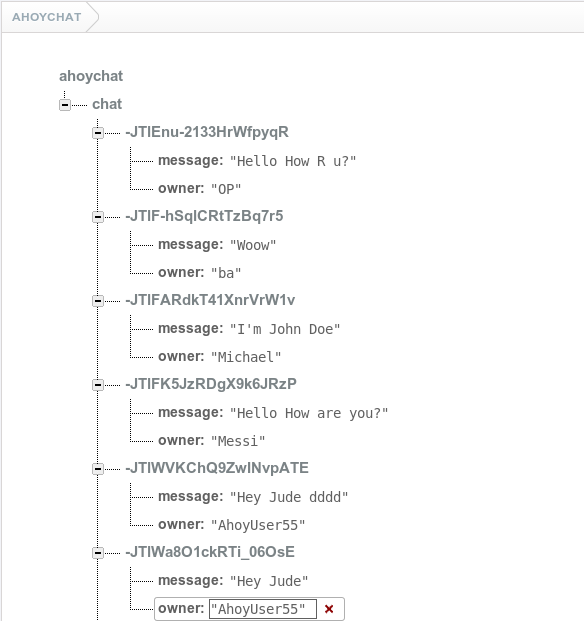 AHOYCHAT
ahoychat
chat
-JTIEnu-2133HrWfpyqR
message: "Hello How R u?"
owner: "OP"
-JTIF-hSqlCRtTzBq7r5
message: "Woow"
owner: "ba"
-JTIFARdkT41XnrVrW1v
message: "I'm John Doe"
owner: "Michael"
-JTIFK5JzRDgX9k6JRzP
message: "Hello How are you?"
owner: "Messi"
-JTIWVKChQ9ZwINvpATE
message: "Hey Jude dddd"
owner: "AhoyUser55"
-JTIWa8O1ckRTi_06OsE
message: "Hey Jude"
owner: "AhoyUser55"